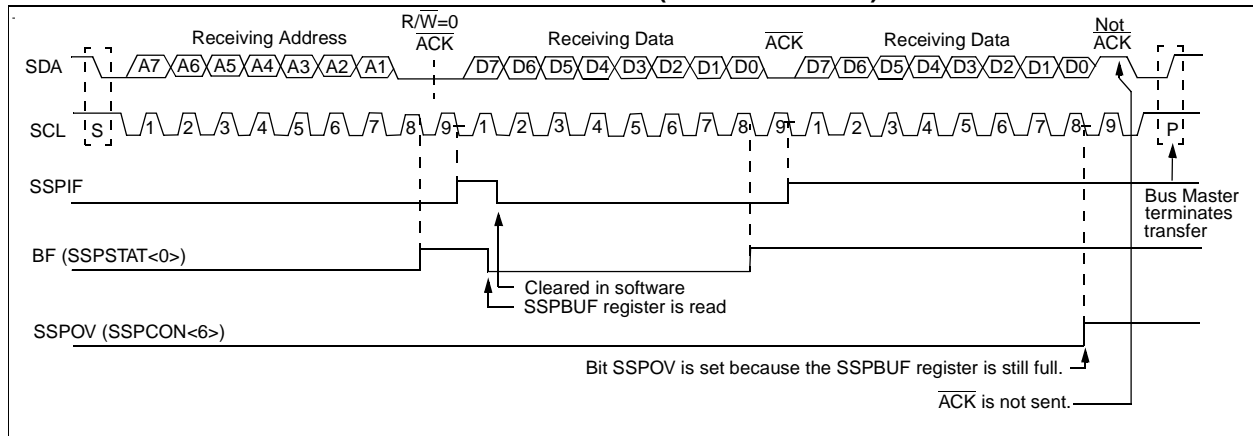 R/W=0
Receiving Address ACK Receiving Data ACK Receiving Data Not ACK
SDA A7 A6 A5 A4 A3 A2 A1 D7 D6 D5 D4 D3 D2 D1 D0 D7 D6 D5 D4 D3 D2 D1 D0
SCL S 1 2 3 4 5 6 7 8 9 1 2 3 4 5 6 7 8 9 1 2 3 4 5 6 7 8 9 P
SSPIF
Bus Master
terminates
transfer
BF (SSPSTAT<0>)
Cleared in software
SSPBUF register is read
SSPOV (SSPCON<6>)
Bit SSPOV is set because the SSPBUF register is still full.
ACK is not sent.